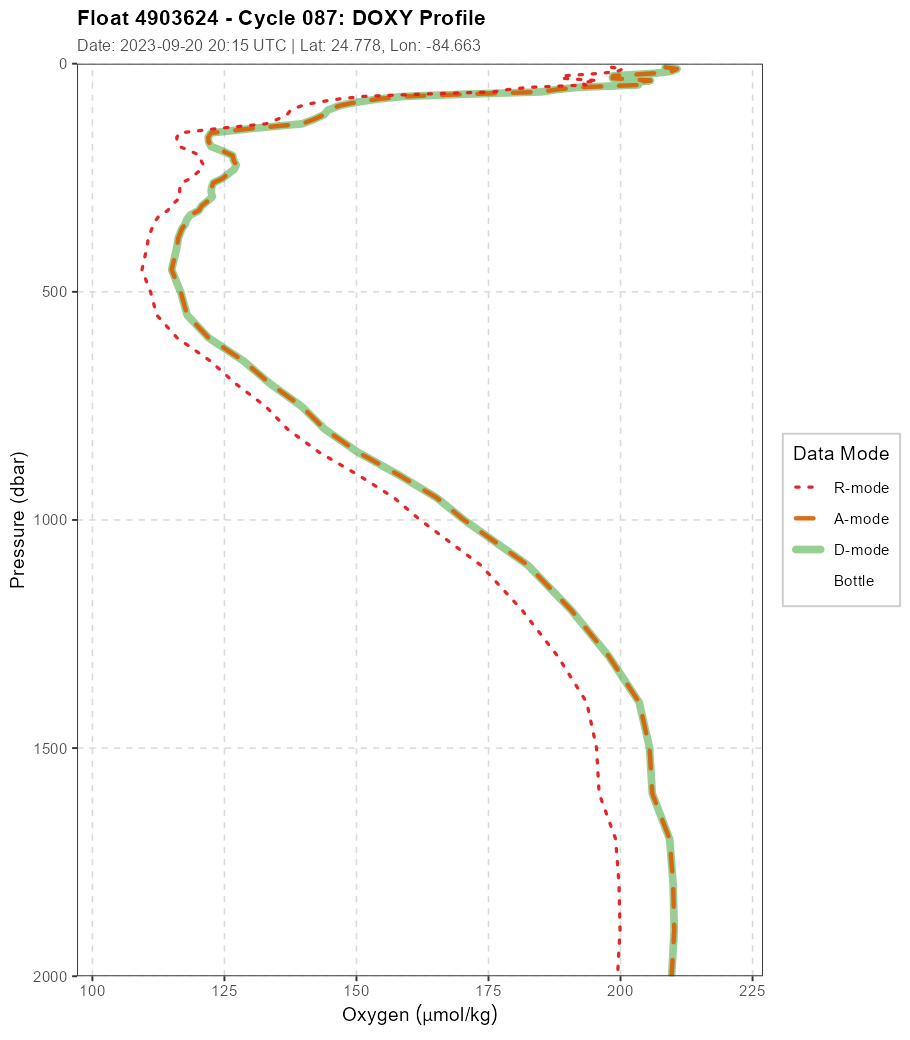 Float 4903624 - Cycle 087: DOXY Profile
Date: 2023-09-20 20:15 UTC | Lat: 24.778, Lon: -84.663
0
500
1000
1500
2000
Pressure (dbar)
100
125
150
175
200
225
Oxygen (μmol/kg)
Data Mode
R-mode
A-mode
D-mode
Bottle